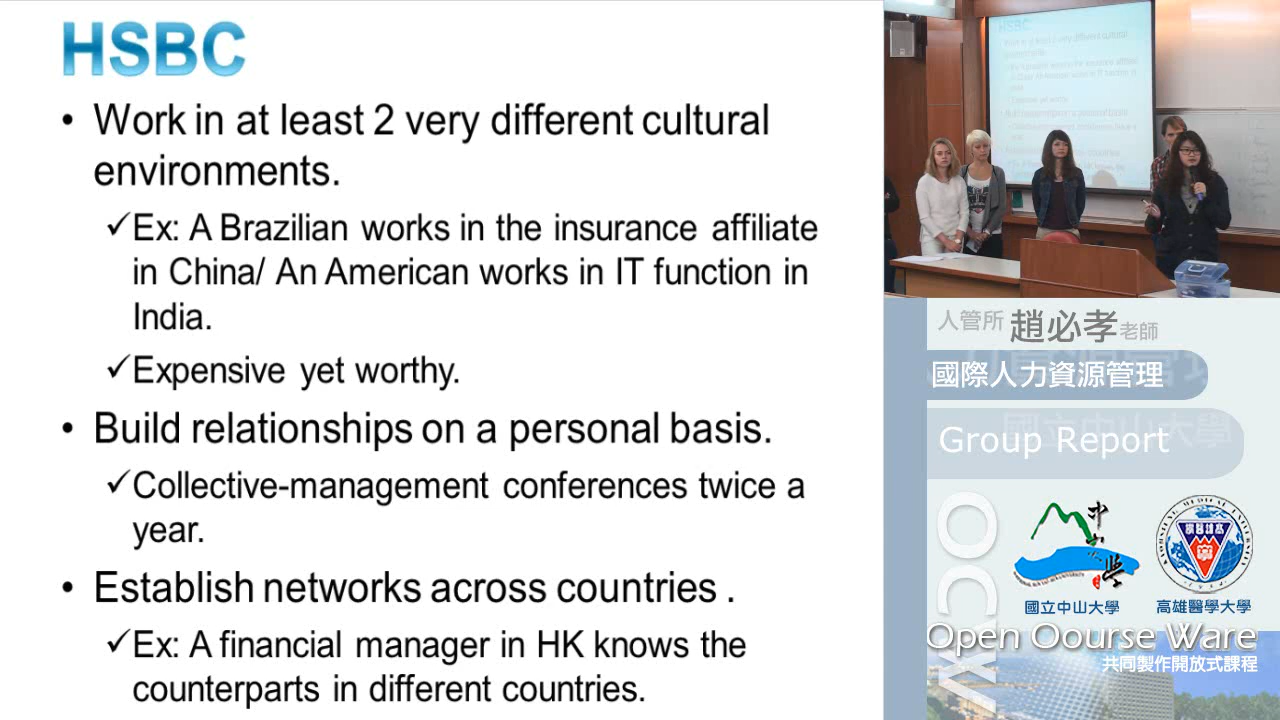 HSBC
• Work in at least 2 very different cultural
environments.
✓Ex: A Brazilian works in the insurance affiliate
in China/ An American works in IT function in
India.
✓Expensive yet worthy.
• Build relationships on a personal basis.
✓Collective-management conferences twice a
year.
• Establish networks across countries .
✓Ex: A financial manager in HK knows the
counterparts in different countries.
人管所 趙必孝老師
國際人力資源管理
Group Report
OCW
國立中山大學
高雄醫學大學
Open Oourse Ware
共同製作開放式課程